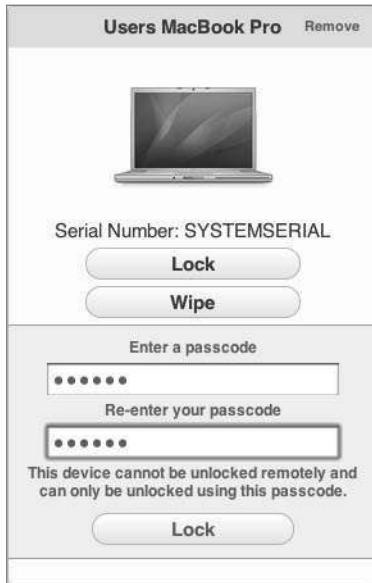 Users MacBook Pro Remove
Serial Number: SYSTEMSERIAL
Lock
Wipe
Enter a passcode
••••••
Re-enter your passcode
••••••
This device cannot be unlocked remotely and
can only be unlocked using this passcode.
Lock